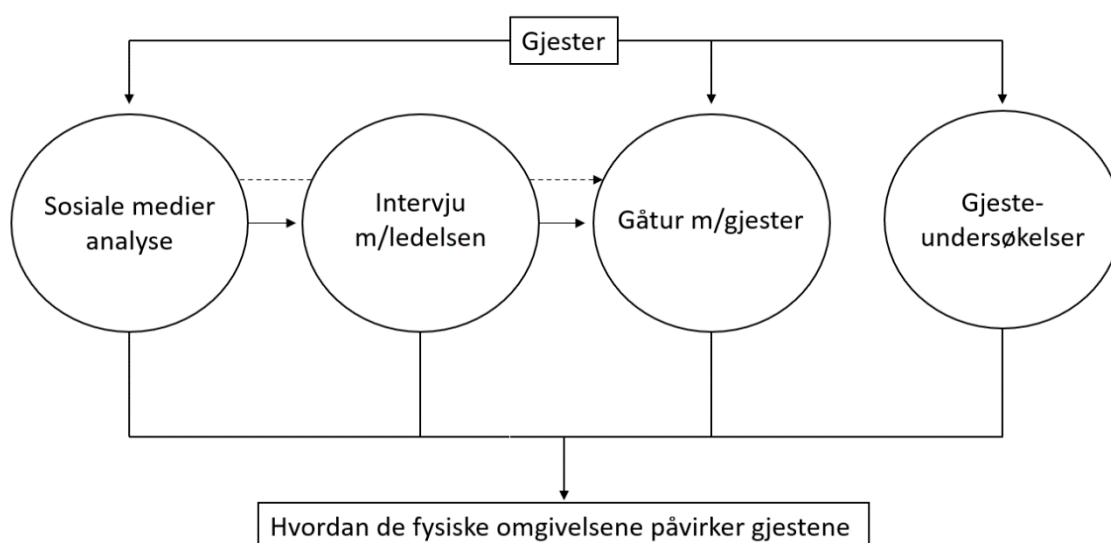 Gjester
Sosiale medier
analyse
Intervju
m/ledelsen
Gåtur m/gjester
Gjeste-
undersøkelser
Hvordan de fysiske omgivelsene påvirker gjestene